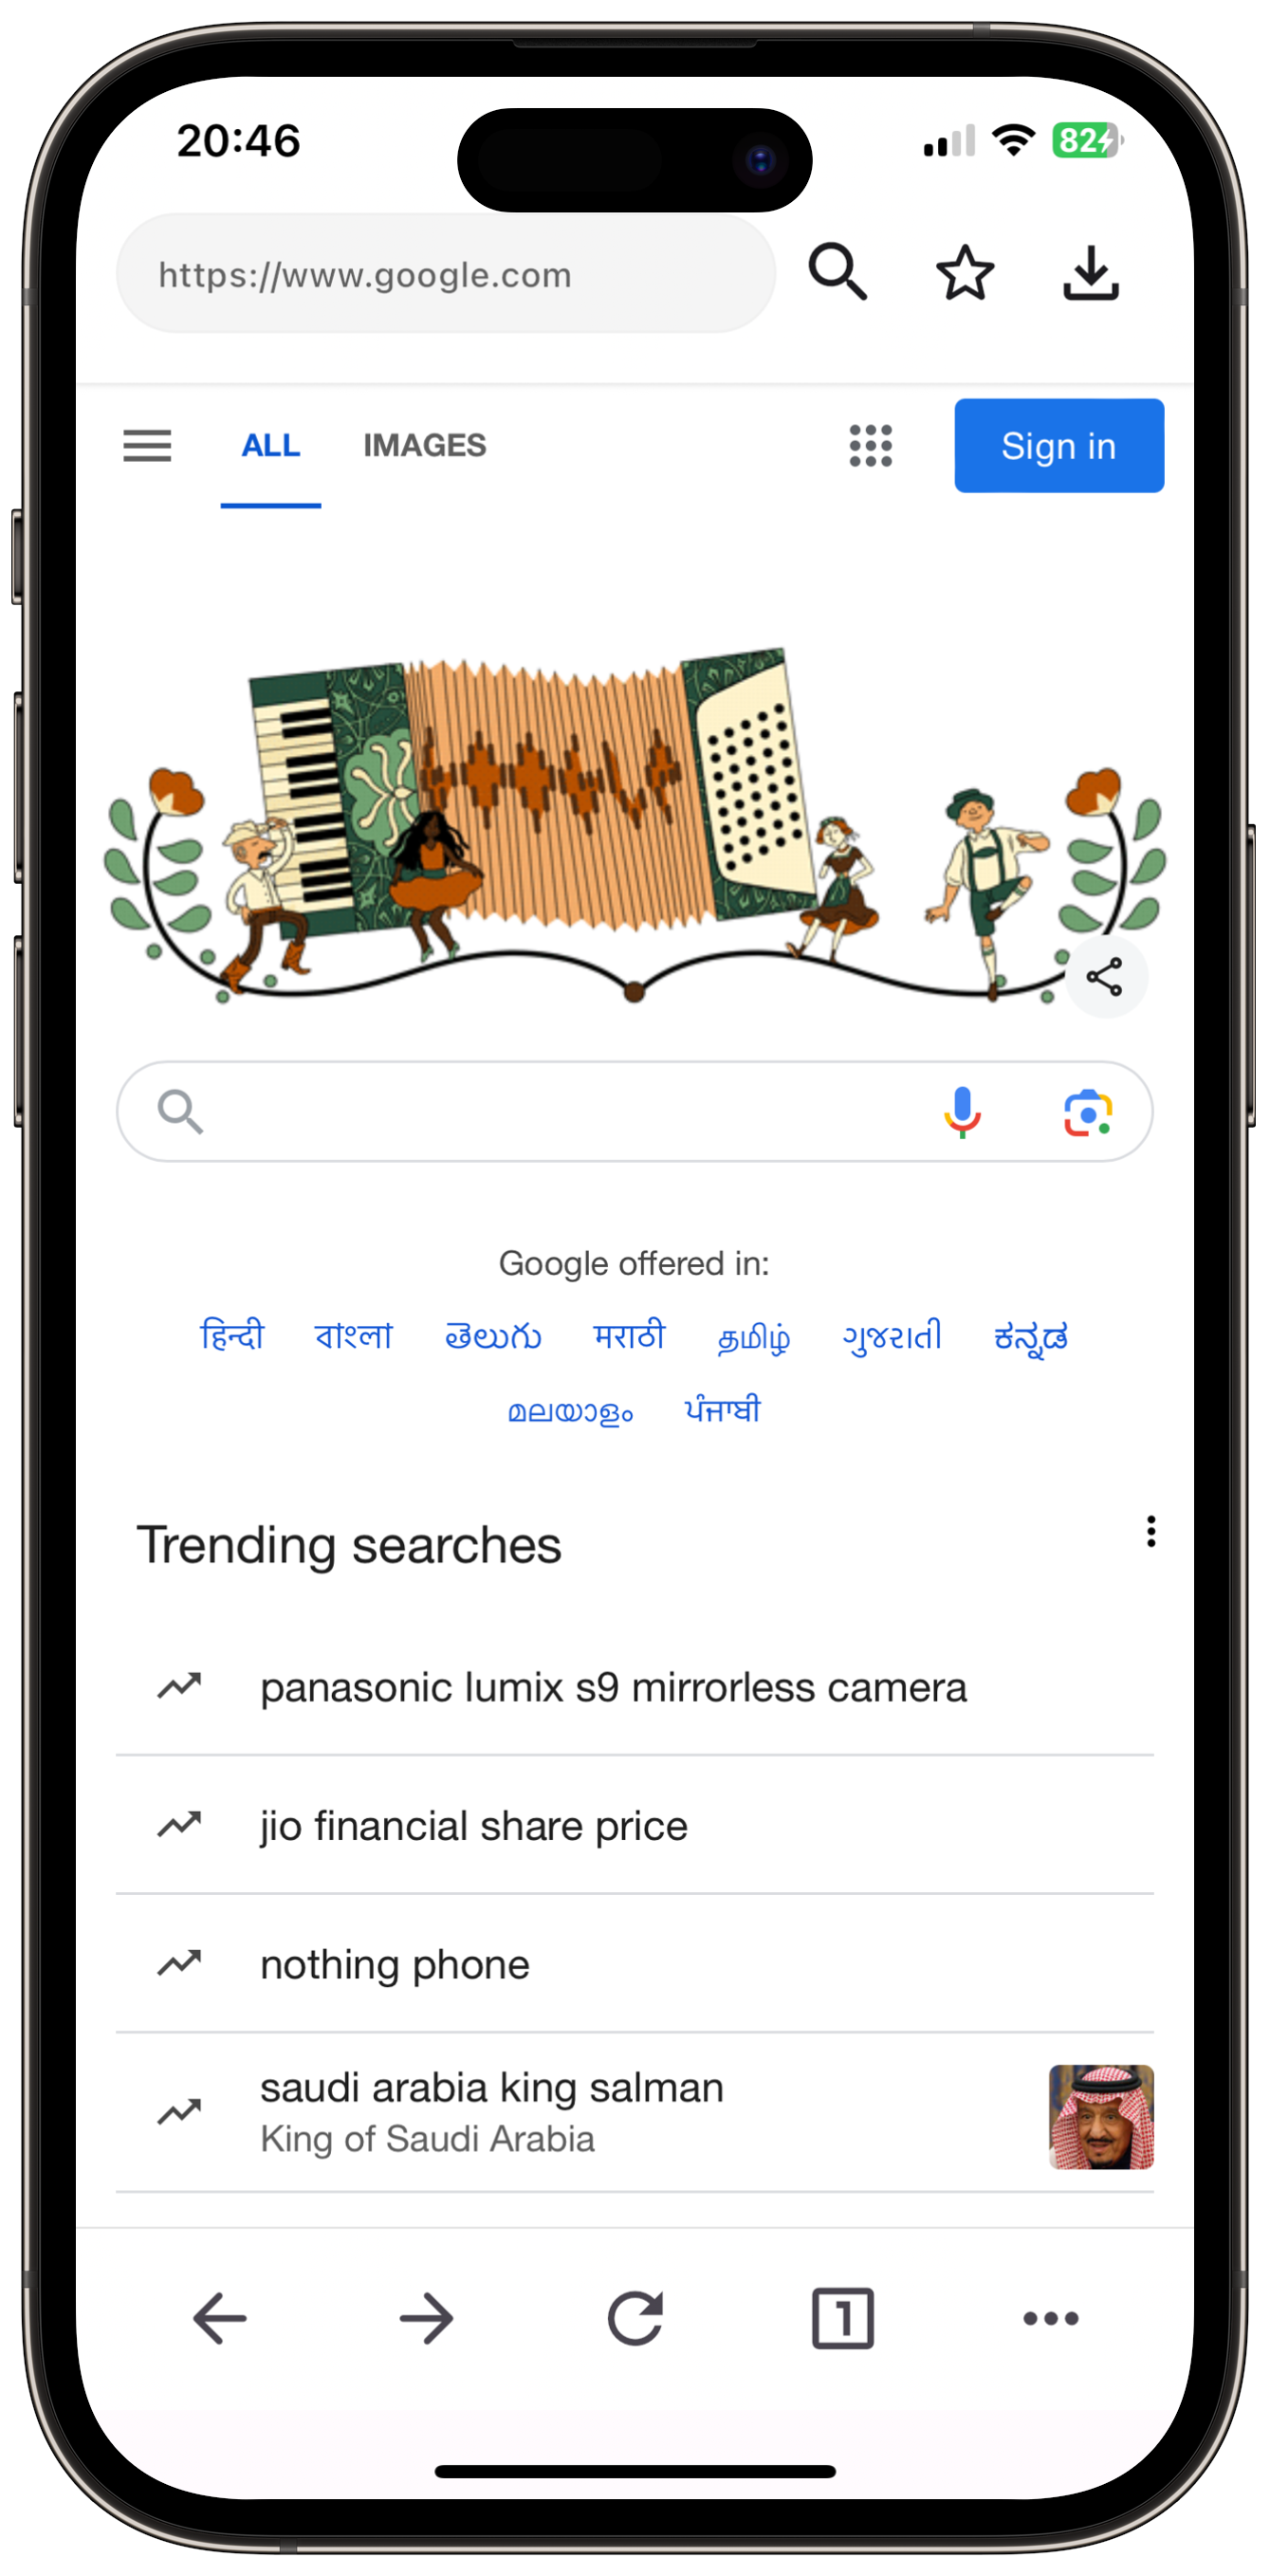 20:46
82
https://www.google.com
ALL IMAGES Sign in
Google offered in:
हिन्दी বাংলা తెలుగు मराठी தமிழ் ગુજરાતી ಕನ್ನಡ
മലയാളം ਪੰਜਾਬੀ
Trending searches
panasonic lumix s9 mirrorless camera
jio financial share price
nothing phone
saudi arabia king salman
King of Saudi Arabia
1